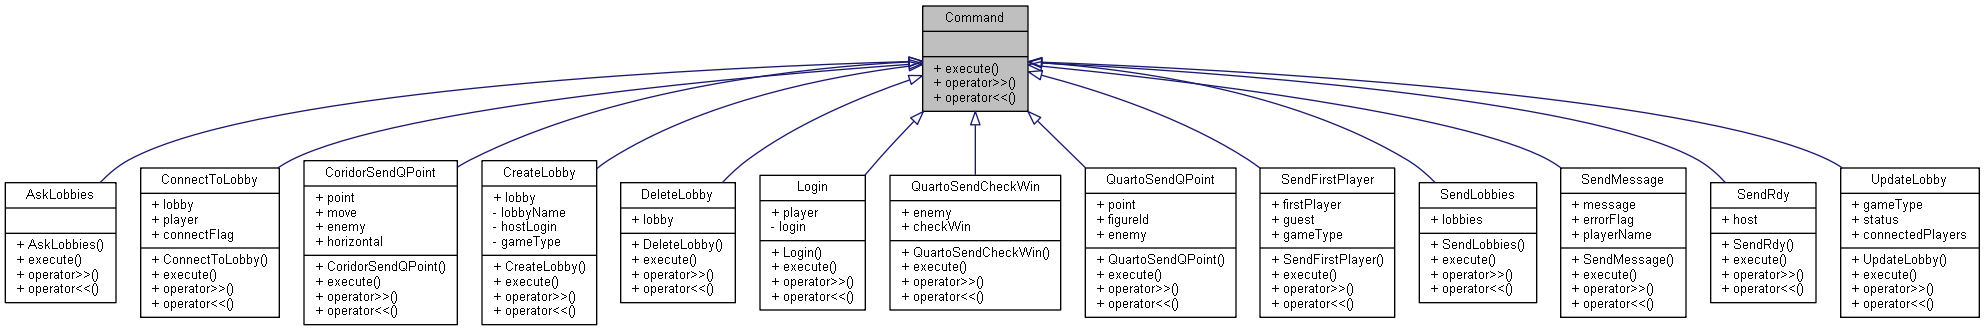 Command
+ execute()
+ operator>>()
+ operator<<()
AskLobbies
+ AskLobbies()
+ execute()
+ operator>>()
+ operator<<()
ConnectToLobby
+ lobby
+ player
+ connectFlag
+ ConnectToLobby()
+ execute()
+ operator>>()
+ operator<<()
CoridorSendQPoint
+ point
+ move
+ enemy
+ horizontal
+ CoridorSendQPoint()
+ execute()
+ operator>>()
+ operator<<()
CreateLobby
+ lobby
- lobbyName
- hostLogin
- gameType
+ CreateLobby()
+ execute()
+ operator>>()
+ operator<<()
DeleteLobby
+ lobby
+ DeleteLobby()
+ execute()
+ operator>>()
+ operator<<()
Login
+ player
- login
+ Login()
+ execute()
+ operator>>()
+ operator<<()
QuartoSendCheckWin
+ enemy
+ checkWin
+ QuartoSendCheckWin()
+ execute()
+ operator>>()
+ operator<<()
QuartoSendQPoint
+ point
+ figureId
+ enemy
+ QuartoSendQPoint()
+ execute()
+ operator>>()
+ operator<<()
SendFirstPlayer
+ firstPlayer
+ guest
+ gameType
+ SendFirstPlayer()
+ execute()
+ operator>>()
+ operator<<()
SendLobbies
+ lobbies
+ SendLobbies()
+ execute()
+ operator>>()
+ operator<<()
SendMessage
+ message
+ errorFlag
+ playerName
+ SendMessage()
+ execute()
+ operator>>()
+ operator<<()
SendRdy
+ host
+ SendRdy()
+ execute()
+ operator>>()
+ operator<<()
UpdateLobby
+ gameType
+ status
+ connectedPlayers
+ UpdateLobby()
+ execute()
+ operator>>()
+ operator<<()